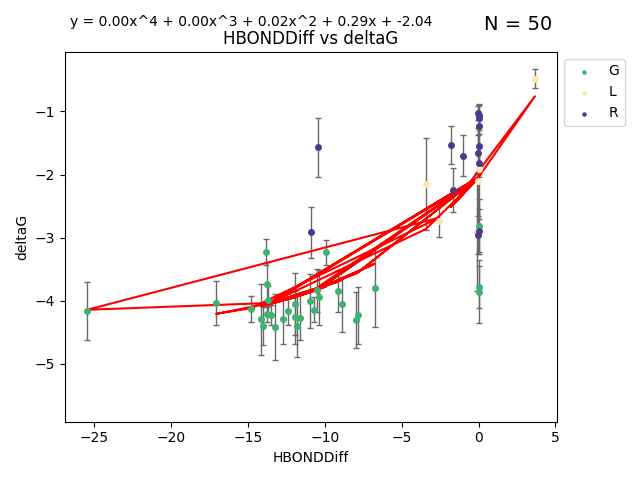 y = 0.00x^4 + 0.00x^3 + 0.02x^2 + 0.29x + -2.04
N = 50
HBONDDiff vs deltaG
G
L
R
deltaG
−1
−2
−3
−4
−5
−25
−20
−15
−10
−5
0
5
HBONDDiff